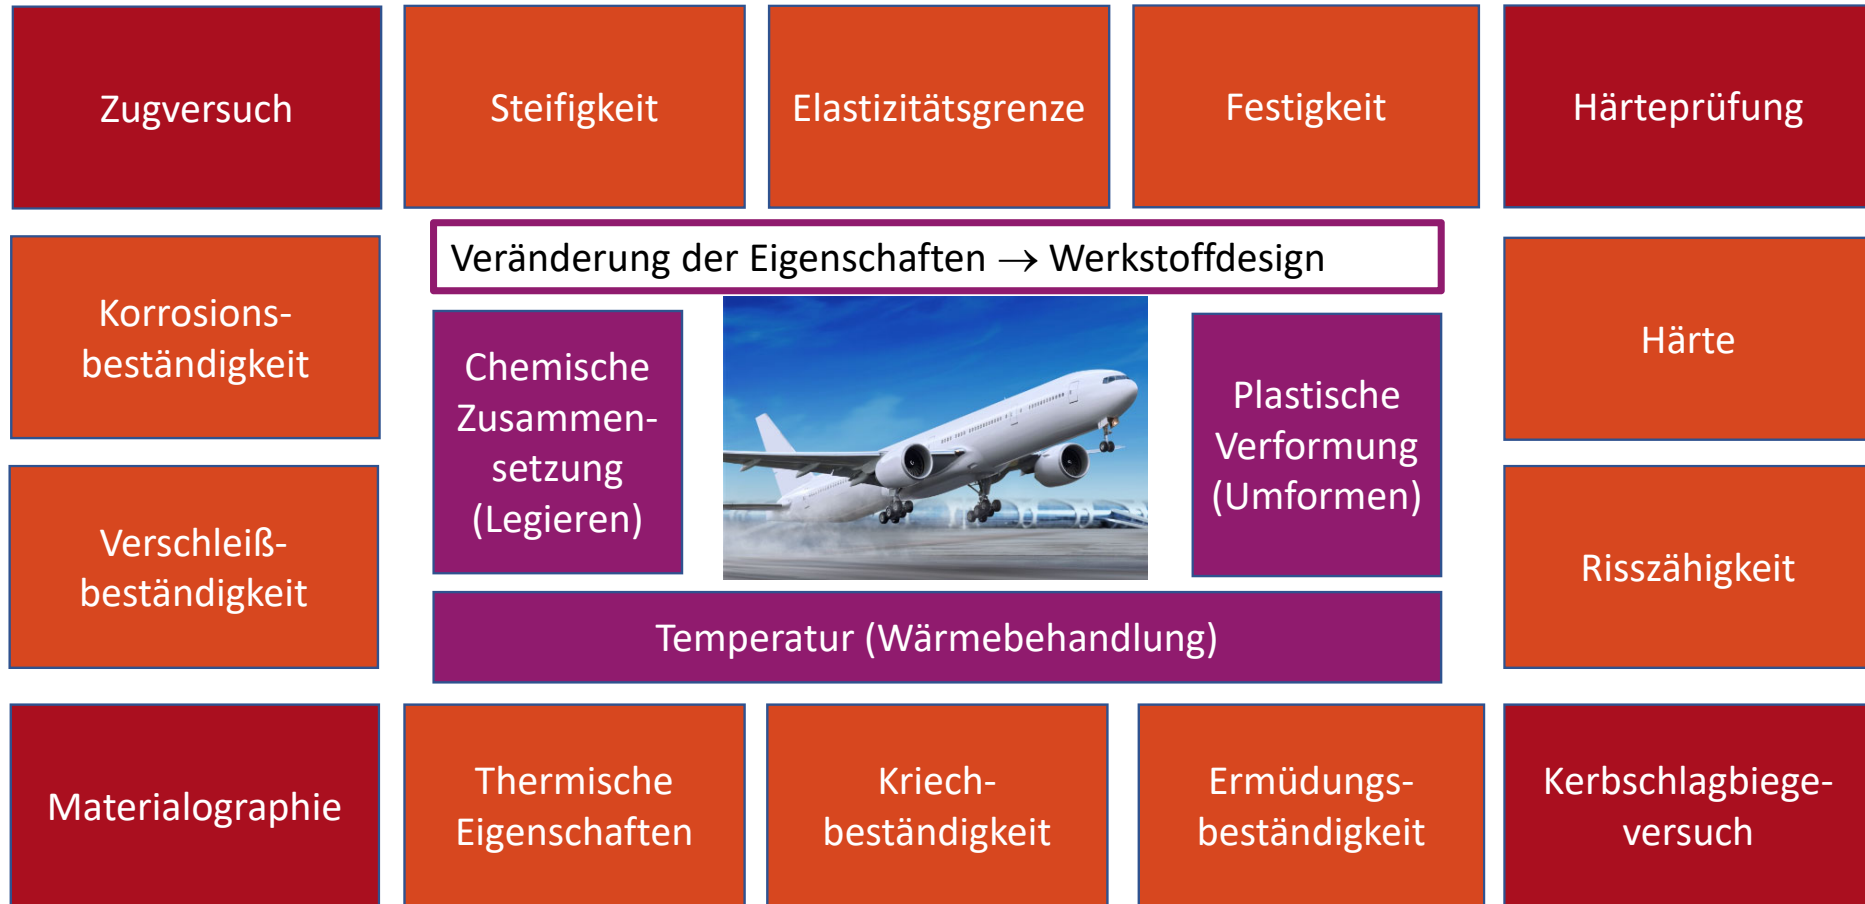 Zugversuch
Steifigkeit
Elastizitätsgrenze
Festigkeit
Härteprüfung
Veränderung der Eigenschaften → Werkstoffdesign
Korrosions-
beständigkeit
Chemische
Zusammen-
setzung
(Legieren)
Plastische
Verformung
(Umformen)
Härte
Verschleiß-
beständigkeit
Risszähigkeit
Temperatur (Wärmebehandlung)
Materialographie
Thermische
Eigenschaften
Kriech-
beständigkeit
Ermüdungs-
beständigkeit
Kerbschlagbiege-
versuch